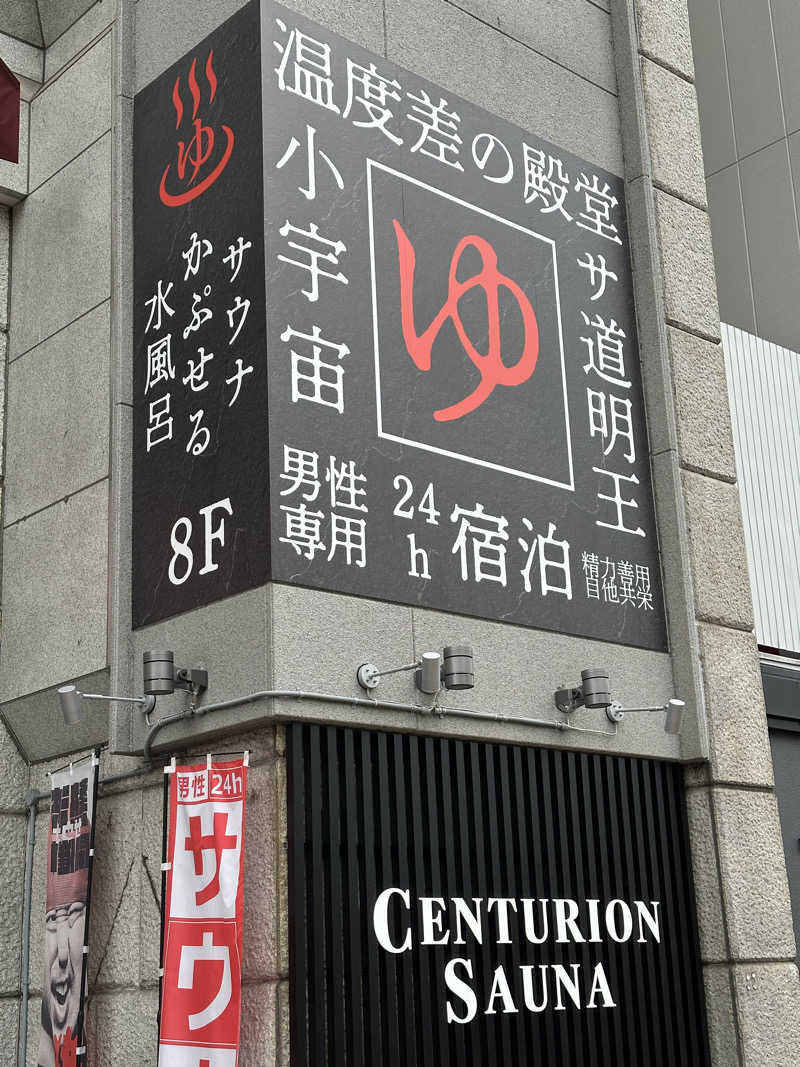 ゆ
サウナ
かぷせる
水風呂
8F
温度差の殿堂
サ道明王
小宇宙
ゆ
男性
専用
24
h
宿泊
精力善用
自他共栄
男性 24h
サウナ
CENTURION
SAUNA